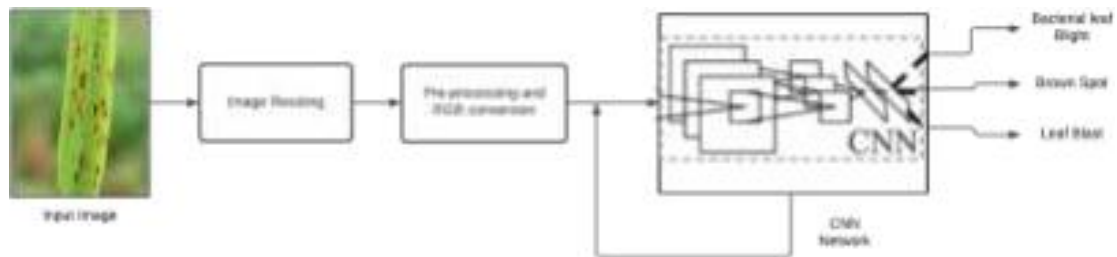 Input Image
Image Resizing
Pre-processing and
RGB conversion
CNN
CNN
Network
Bacterial leaf
Blight
Brown Spot
Leaf Blast